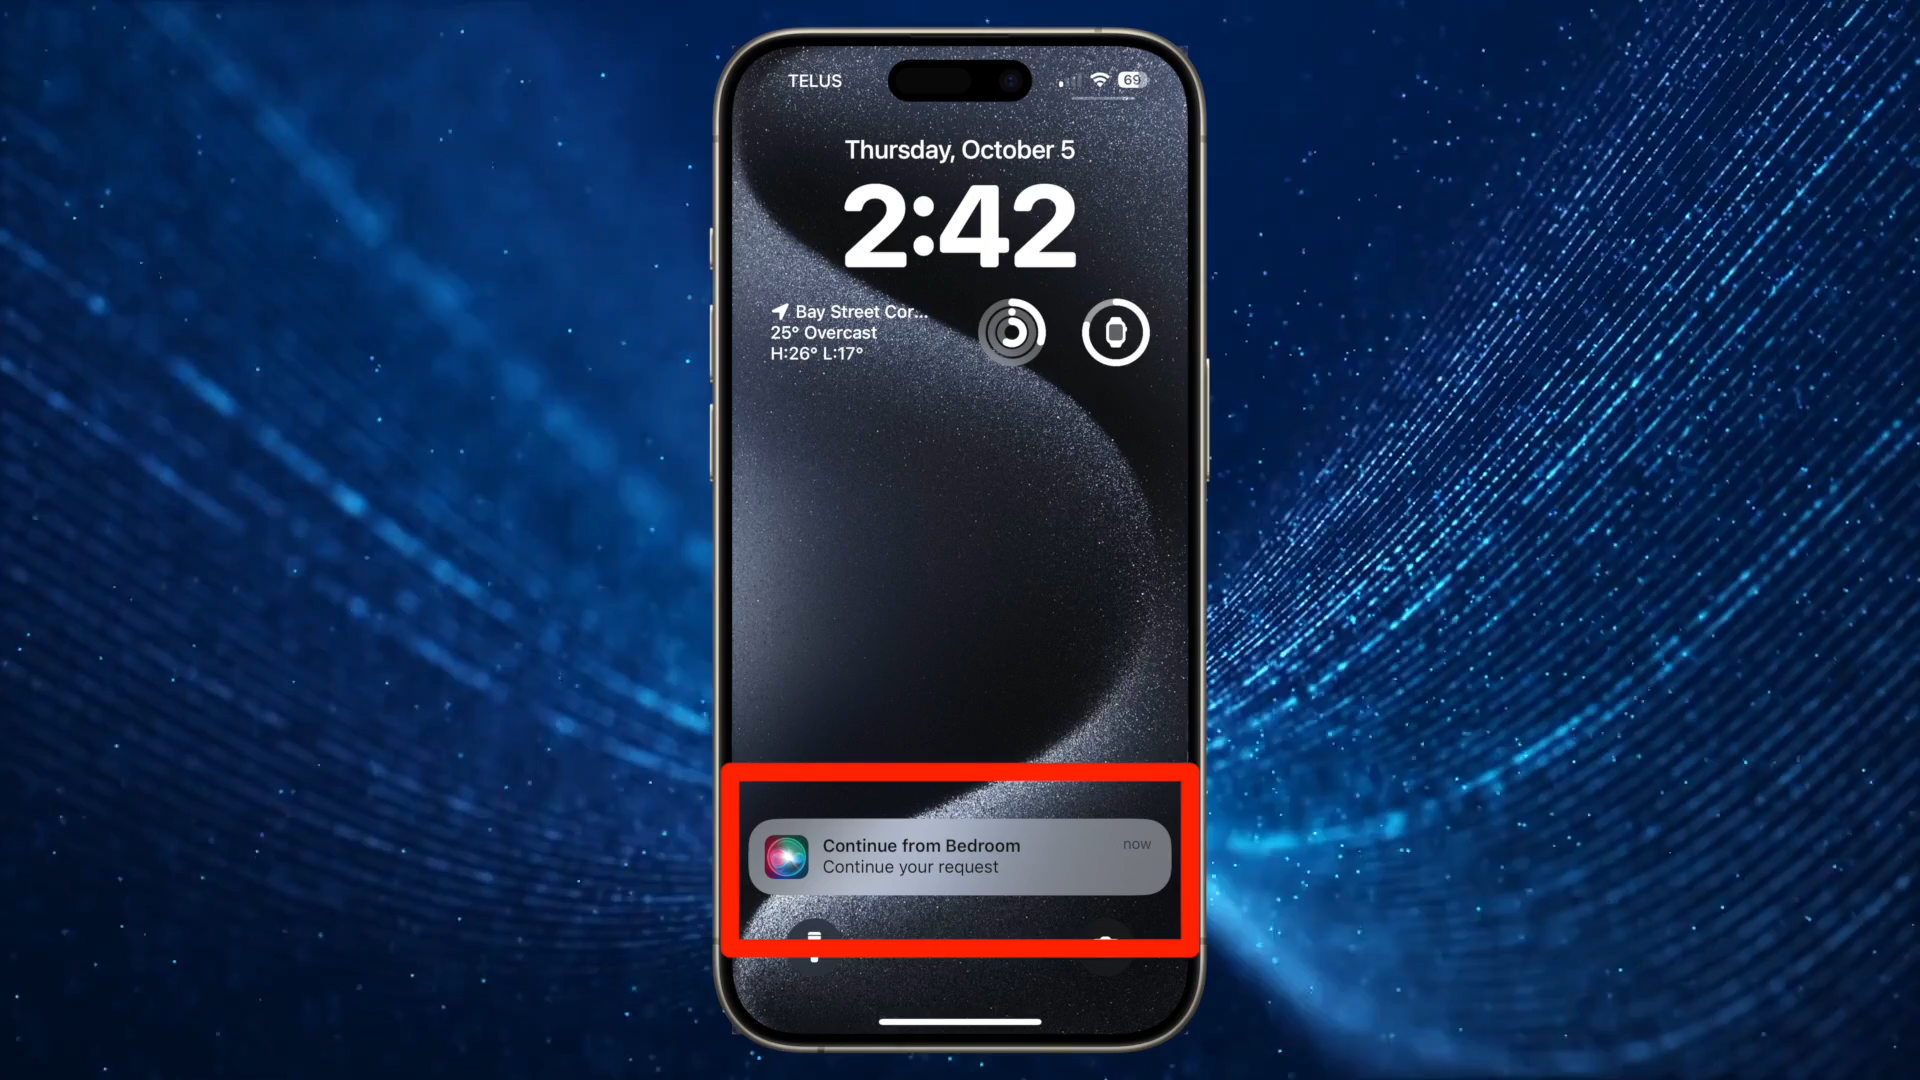 TELUS
69
Thursday, October 5
2:42
Bay Street Cor...
25° Overcast
H:26° L:17°
Continue from Bedroom
now
Continue your request